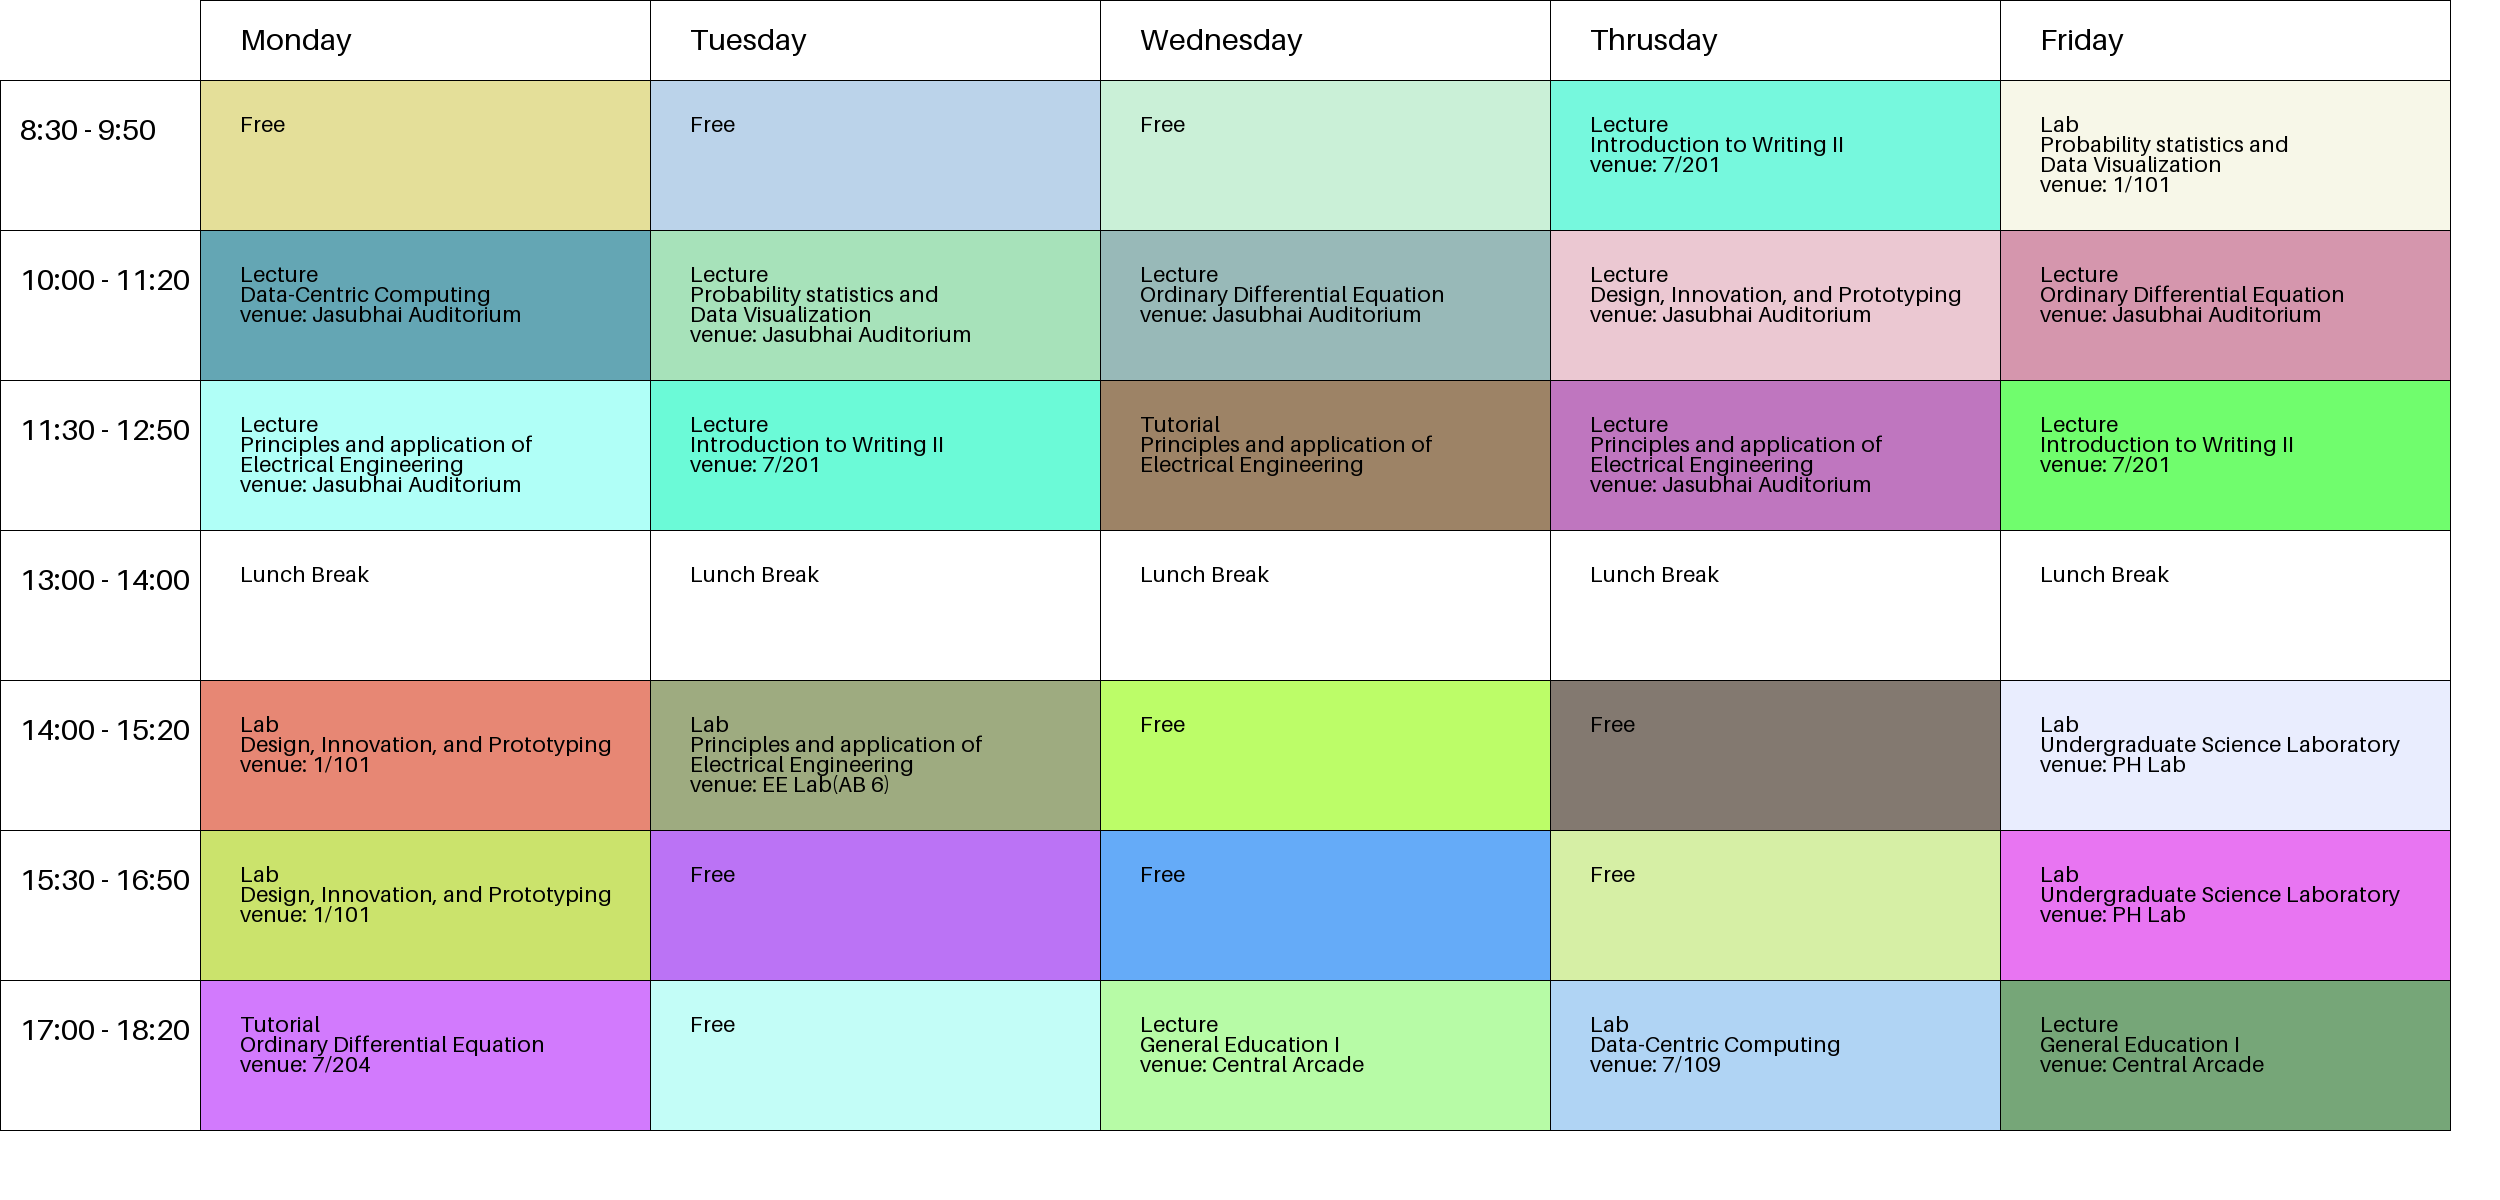 Monday
Tuesday
Wednesday
Thrusday
Friday
8:30 - 9:50
Free
Free
Free
Lecture
Introduction to Writing II
venue: 7/201
Lab
Probability statistics and
Data Visualization
venue: 1/101
10:00 - 11:20
Lecture
Data-Centric Computing
venue: Jasubhai Auditorium
Lecture
Probability statistics and
Data Visualization
venue: Jasubhai Auditorium
Lecture
Ordinary Differential Equation
venue: Jasubhai Auditorium
Lecture
Design, Innovation, and Prototyping
venue: Jasubhai Auditorium
Lecture
Ordinary Differential Equation
venue: Jasubhai Auditorium
11:30 - 12:50
Lecture
Principles and application of
Electrical Engineering
venue: Jasubhai Auditorium
Lecture
Introduction to Writing II
venue: 7/201
Tutorial
Principles and application of
Electrical Engineering
Lecture
Principles and application of
Electrical Engineering
venue: Jasubhai Auditorium
Lecture
Introduction to Writing II
venue: 7/201
13:00 - 14:00
Lunch Break
Lunch Break
Lunch Break
Lunch Break
Lunch Break
14:00 - 15:20
Lab
Design, Innovation, and Prototyping
venue: 1/101
Lab
Principles and application of
Electrical Engineering
venue: EE Lab(AB 6)
Free
Free
Lab
Undergraduate Science Laboratory
venue: PH Lab
15:30 - 16:50
Lab
Design, Innovation, and Prototyping
venue: 1/101
Free
Free
Free
Lab
Undergraduate Science Laboratory
venue: PH Lab
17:00 - 18:20
Tutorial
Ordinary Differential Equation
venue: 7/204
Free
Lecture
General Education I
venue: Central Arcade
Lab
Data-Centric Computing
venue: 7/109
Lecture
General Education I
venue: Central Arcade